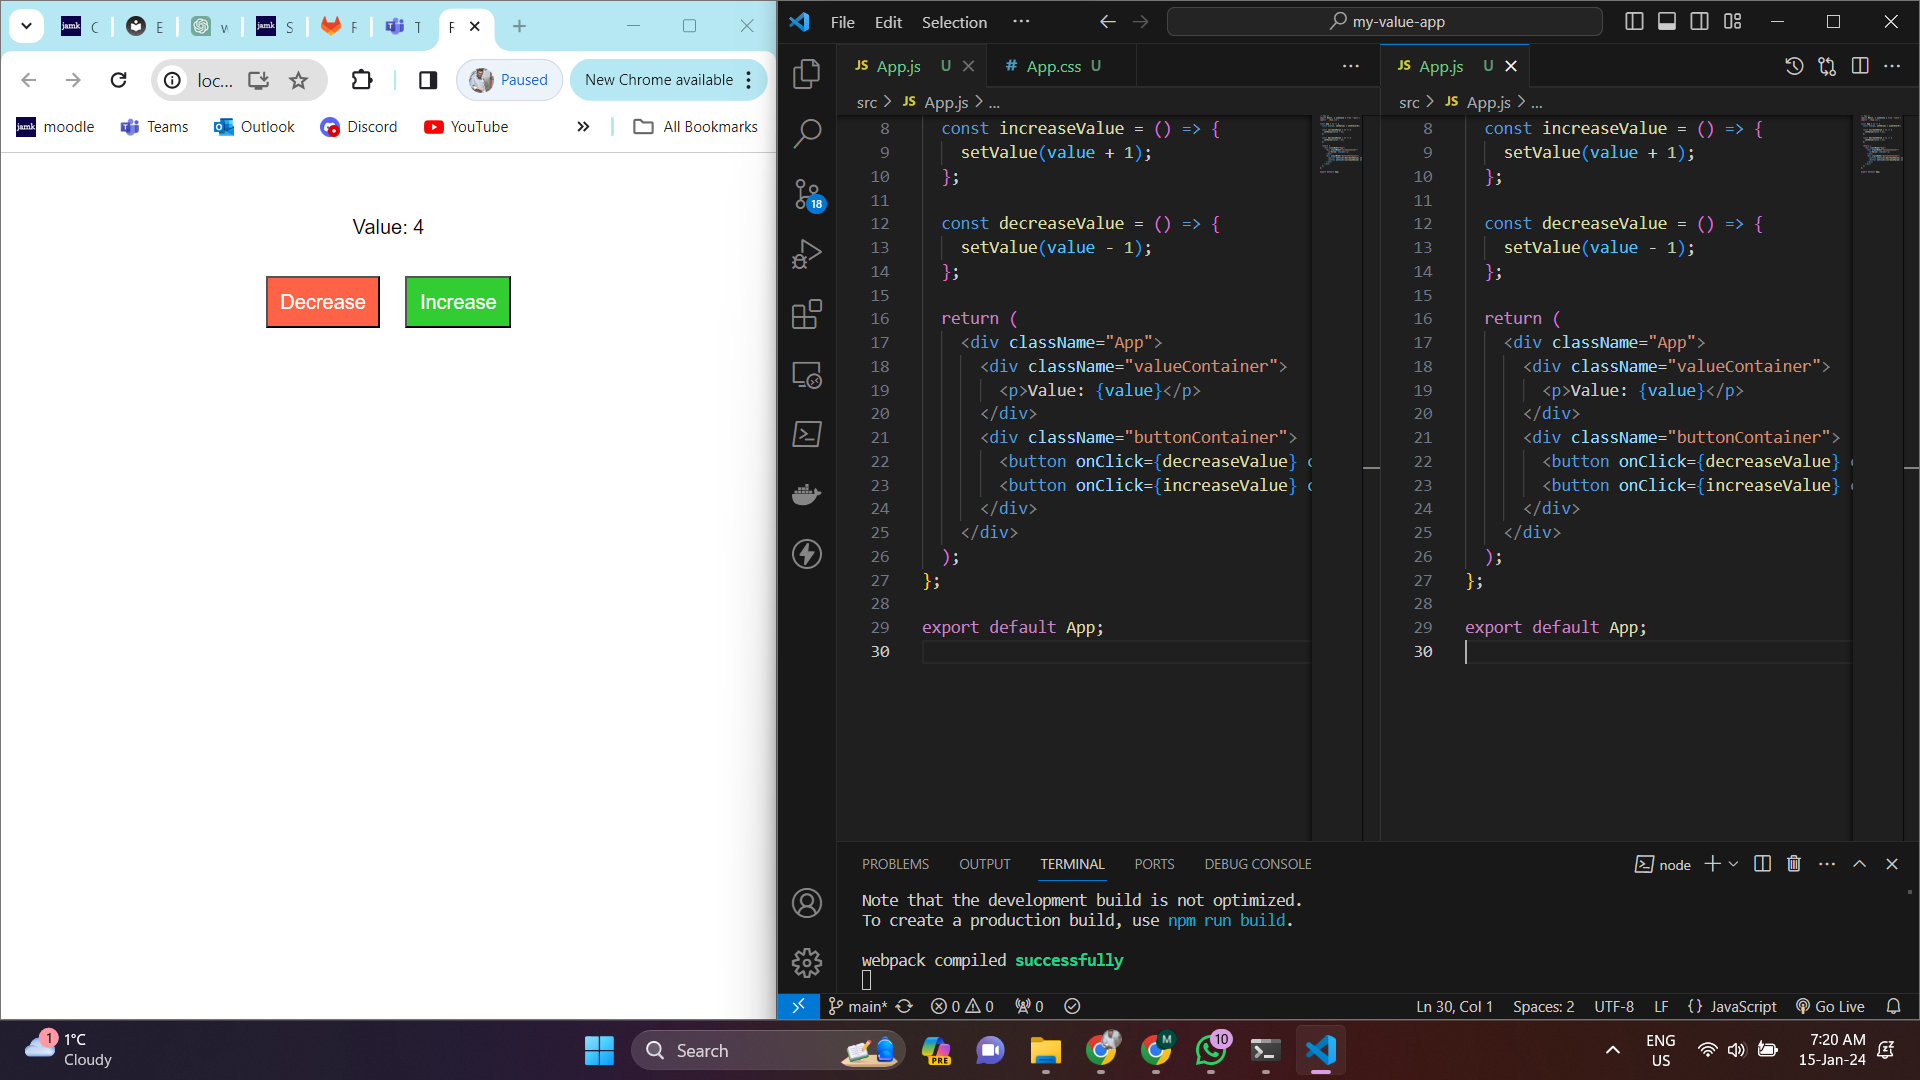 jamk C E w jamk S F T F
loc... Paused New Chrome available
jamk moodle Teams Outlook Discord YouTube All Bookmarks
Value: 4
Decrease Increase
File Edit Selection ··· my-value-app
JS App.js U # App.css U ···
src > JS App.js > ...
8 const increaseValue = () => {
9 setValue(value + 1);
10 };
11
12 const decreaseValue = () => {
13 setValue(value - 1);
14 };
15
16 return (
17 <div className="App">
18 <div className="valueContainer">
19 <p>Value: {value}</p>
20 </div>
21 <div className="buttonContainer">
22 <button onClick={decreaseValue} c
23 <button onClick={increaseValue} c
24 </div>
25 </div>
26 );
27 };
28
29 export default App;
30
JS App.js U ···
src > JS App.js > ...
8 const increaseValue = () => {
9 setValue(value + 1);
10 };
11
12 const decreaseValue = () => {
13 setValue(value - 1);
14 };
15
16 return (
17 <div className="App">
18 <div className="valueContainer">
19 <p>Value: {value}</p>
20 </div>
21 <div className="buttonContainer">
22 <button onClick={decreaseValue} c
23 <button onClick={increaseValue} c
24 </div>
25 </div>
26 );
27 };
28
29 export default App;
30
18
PROBLEMS OUTPUT TERMINAL PORTS DEBUG CONSOLE node ···
Note that the development build is not optimized.
To create a production build, use npm run build.
webpack compiled successfully
main* 0 0 0 Ln 30, Col 1 Spaces: 2 UTF-8 LF {} JavaScript Go Live
1 1°C
Cloudy
Search PRE M 10
ENG
US
7:20 AM
15-Jan-24